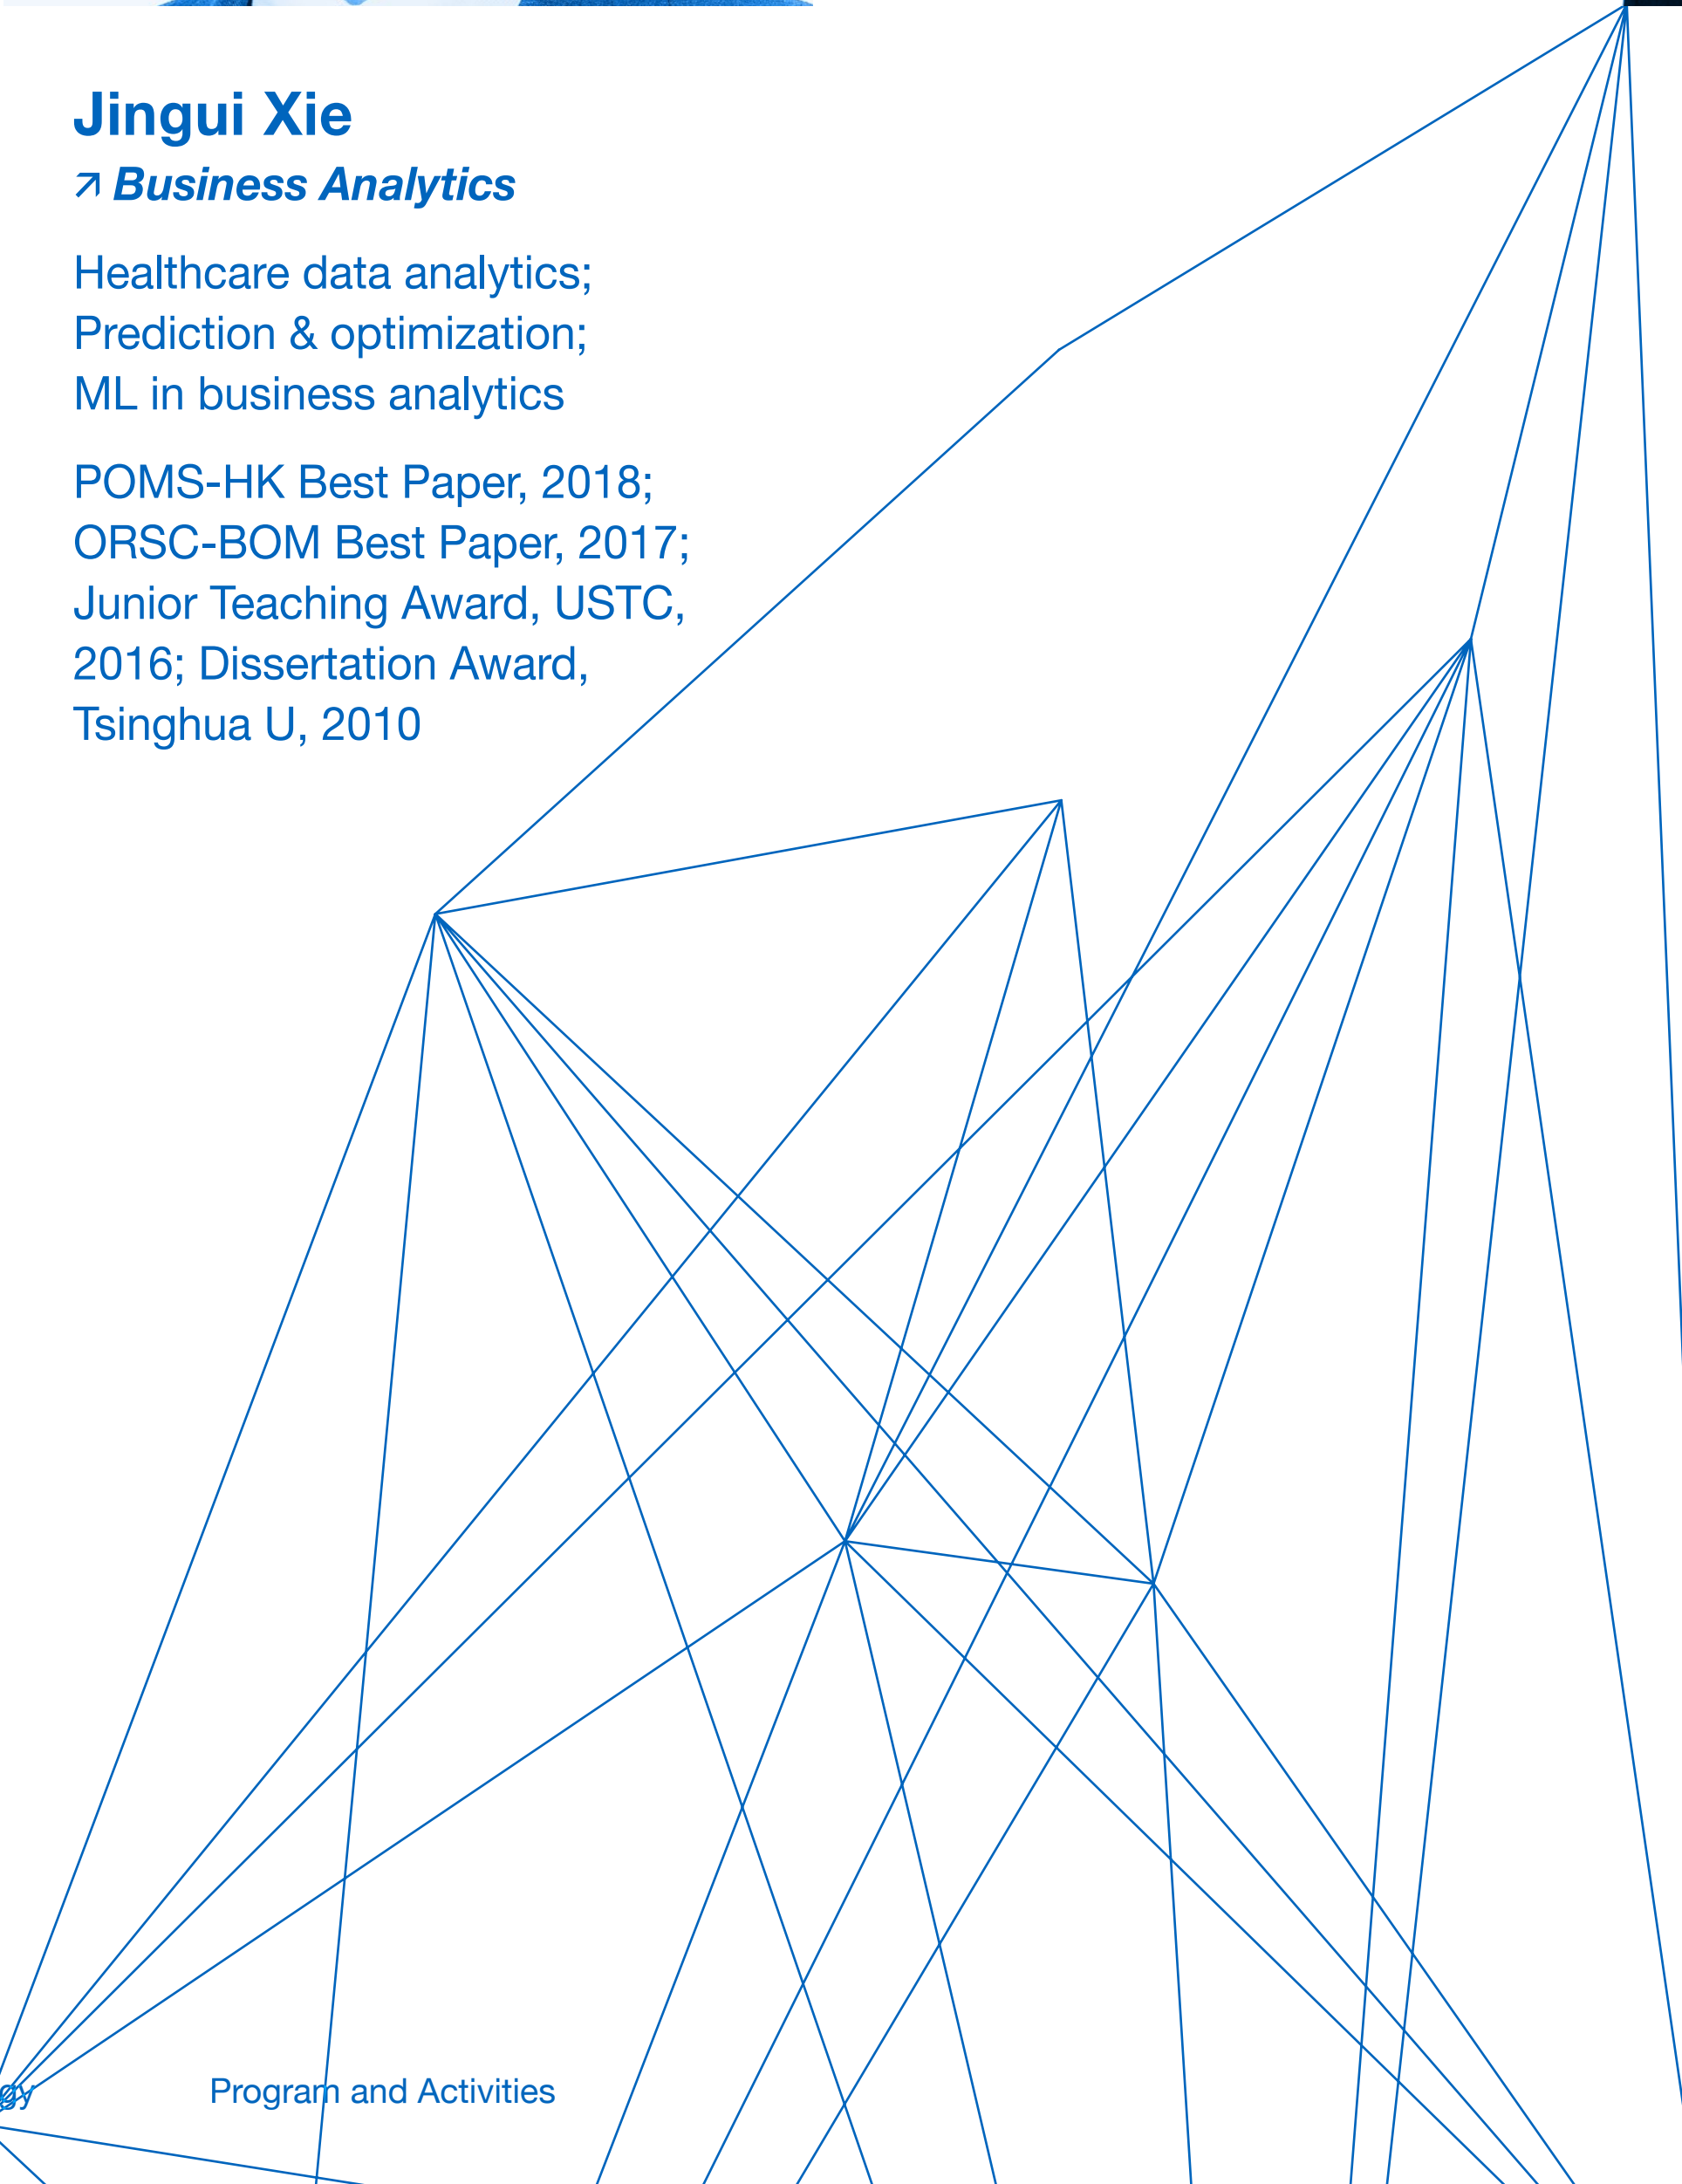 Jingui Xie
↗ Business Analytics
Healthcare data analytics;
Prediction & optimization;
ML in business analytics
POMS-HK Best Paper, 2018;
ORSC-BOM Best Paper, 2017;
Junior Teaching Award, USTC,
2016; Dissertation Award,
Tsinghua U, 2010
gy Program and Activities